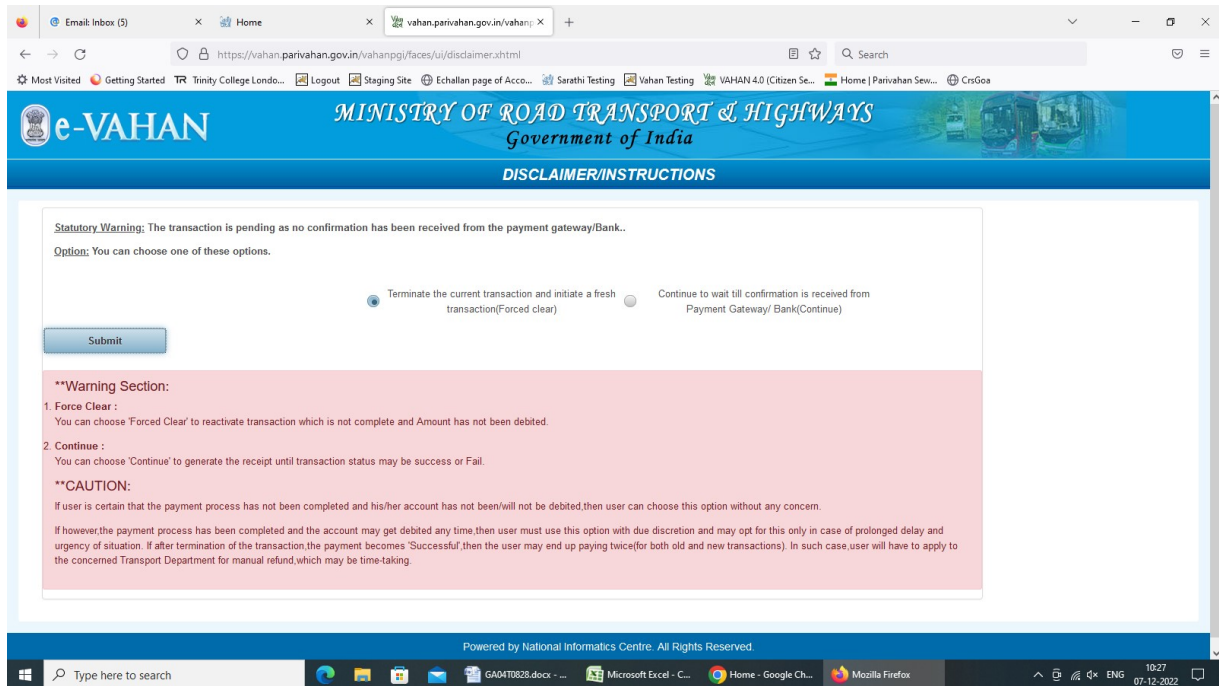 Email: Inbox (5)
Home
vahan.parivahan.gov.in/vahanp
https://vahan.parivahan.gov.in/vahanpgi/faces/ui/disclaimer.xhtml
Search
Most Visited Getting Started TR Trinity College Londo... Logout Staging Site Echallan page of Acco... Sarathi Testing Vahan Testing VAHAN 4.0 (Citizen Se... Home | Parivahan Sew... CrsGoa
e-VAHAN
MINISTRY OF ROAD TRANSPORT & HIGHWAYS
Government of India
DISCLAIMER/INSTRUCTIONS
Statutory Warning: The transaction is pending as no confirmation has been received from the payment gateway/Bank..
Option: You can choose one of these options.
Terminate the current transaction and initiate a fresh
transaction(Forced clear)
Continue to wait till confirmation is received from
Payment Gateway/ Bank(Continue)
Submit
**Warning Section:
1. Force Clear :
You can choose 'Forced Clear' to reactivate transaction which is not complete and Amount has not been debited.
2. Continue :
You can choose 'Continue' to generate the receipt until transaction status may be success or Fail.
**CAUTION:
If user is certain that the payment process has not been completed and his/her account has not been/will not be debited,then user can choose this option without any concern.
If however,the payment process has been completed and the account may get debited any time,then user must use this option with due discretion and may opt for this only in case of prolonged delay and
urgency of situation. If after termination of the transaction,the payment becomes 'Successful',then the user may end up paying twice(for both old and new transactions). In such case,user will have to apply to
the concerned Transport Department for manual refund,which may be time-taking.
Powered by National Informatics Centre. All Rights Reserved.
Type here to search
GA04T0828.docx - ...
Microsoft Excel - C...
Home - Google Ch...
Mozilla Firefox
ENG
10:27
07-12-2022